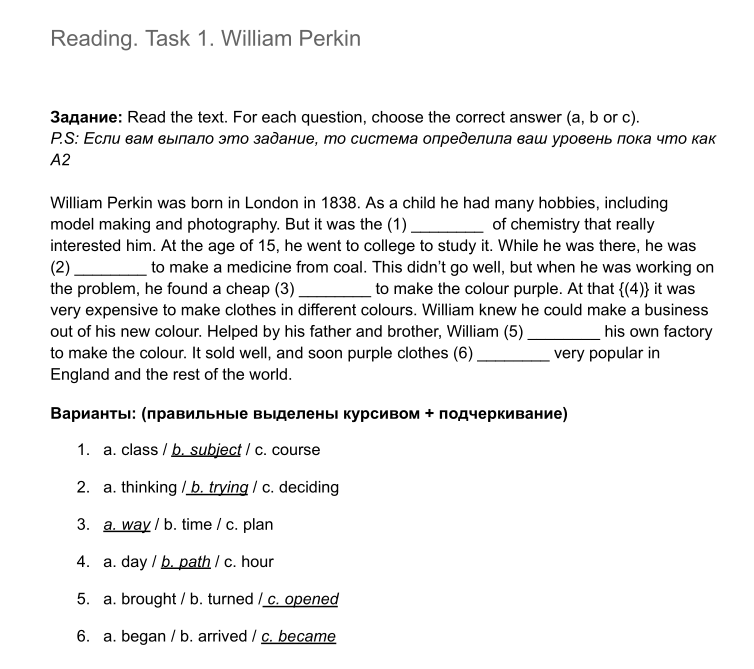 Reading. Task 1. William Perkin
Задание: Read the text. For each question, choose the correct answer (a, b or c).
P.S: Если вам выпало это задание, то система определила ваш уровень пока что как
A2
William Perkin was born in London in 1838. As a child he had many hobbies, including
model making and photography. But it was the (1) ________ of chemistry that really
interested him. At the age of 15, he went to college to study it. While he was there, he was
(2) ________ to make a medicine from coal. This didn’t go well, but when he was working on
the problem, he found a cheap (3) ________ to make the colour purple. At that {(4)} it was
very expensive to make clothes in different colours. William knew he could make a business
out of his new colour. Helped by his father and brother, William (5) ________ his own factory
to make the colour. It sold well, and soon purple clothes (6) ________ very popular in
England and the rest of the world.
Варианты: (правильные выделены курсивом + подчеркивание)
1. a. class / b. subject / c. course
2. a. thinking / b. trying / c. deciding
3. a. way / b. time / c. plan
4. a. day / b. path / c. hour
5. a. brought / b. turned / c. opened
6. a. began / b. arrived / c. became